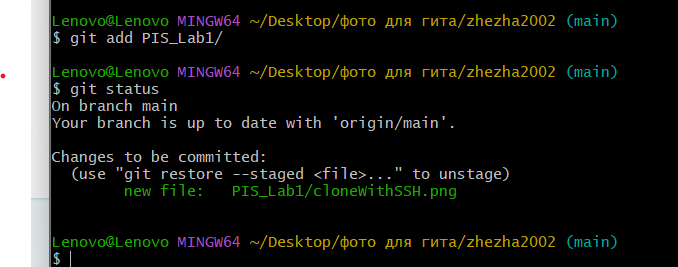 Lenovo@Lenovo MINGW64 ~/Desktop/фото для гита/zhezha2002 (main)
$ git add PIS_Lab1/
Lenovo@Lenovo MINGW64 ~/Desktop/фото для гита/zhezha2002 (main)
$ git status
On branch main
Your branch is up to date with 'origin/main'.
Changes to be committed:
  (use "git restore --staged <file>..." to unstage)
        new file:   PIS_Lab1/cloneWithSSH.png
Lenovo@Lenovo MINGW64 ~/Desktop/фото для гита/zhezha2002 (main)
$